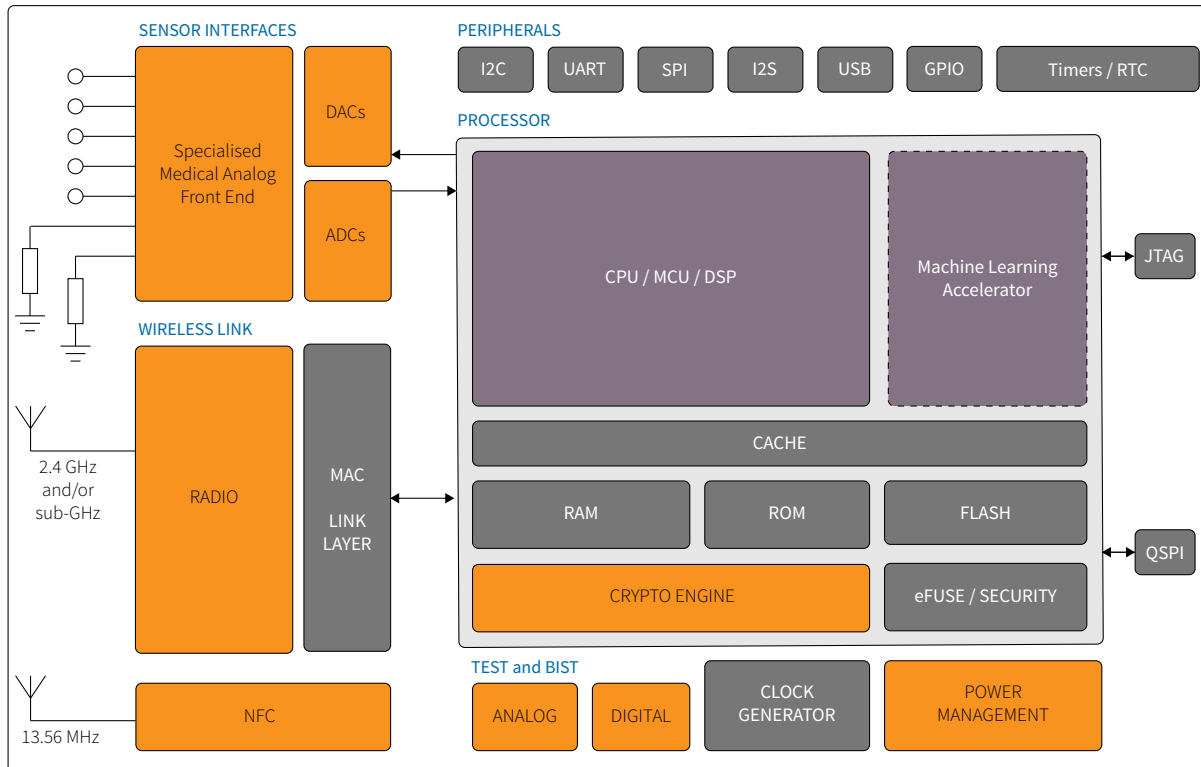 SENSOR INTERFACES
Specialised
Medical Analog
Front End
DACs
ADCs
PERIPHERALS
I2C
UART
SPI
I2S
USB
GPIO
Timers / RTC
PROCESSOR
CPU / MCU / DSP
Machine Learning
Accelerator
JTAG
CACHE
RAM
ROM
FLASH
QSPI
CRYPTO ENGINE
eFUSE / SECURITY
WIRELESS LINK
2.4 GHz
and/or
sub-GHz
RADIO
MAC
LINK
LAYER
13.56 MHz
NFC
TEST and BIST
ANALOG
DIGITAL
CLOCK
GENERATOR
POWER
MANAGEMENT